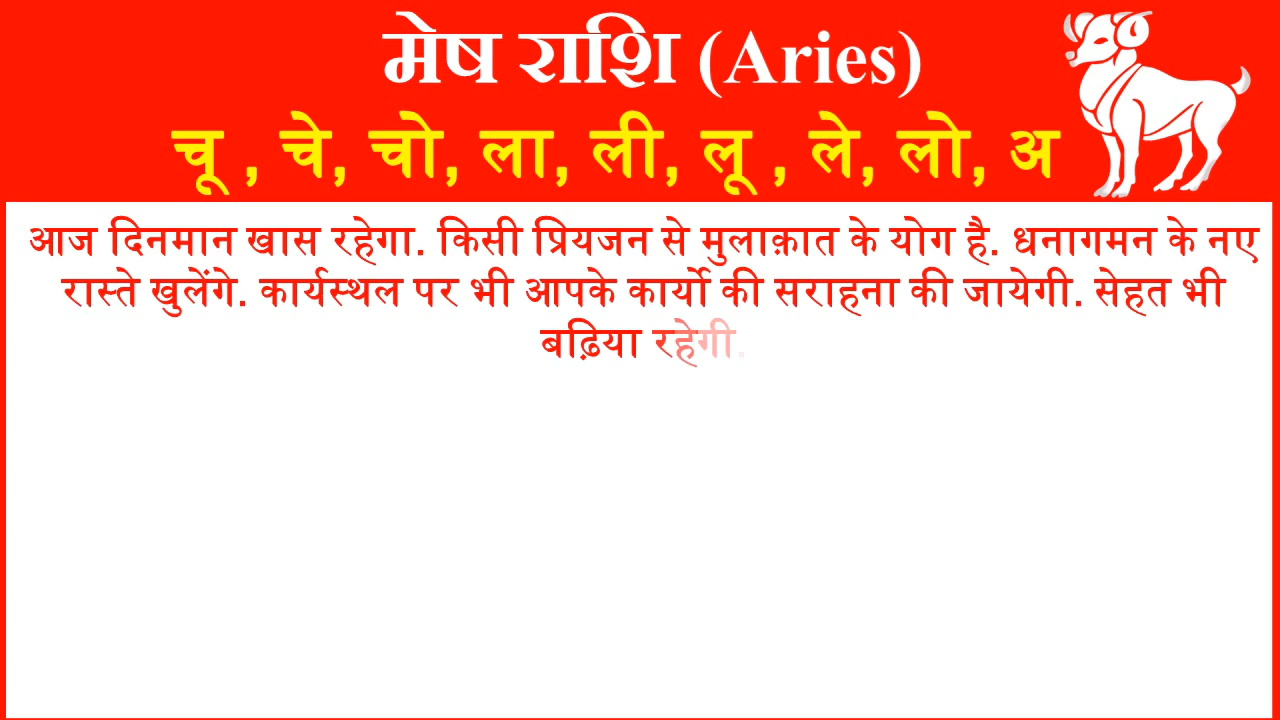 मेष राशि (Aries)
चू , चे, चो, ला, ली, लू , ले, लो, अ
आज दिनमान खास रहेगा. किसी प्रियजन से मुलाक़ात के योग है. धनागमन के नए
रास्ते खुलेंगे. कार्यस्थल पर भी आपके कार्यो की सराहना की जायेगी. सेहत भी
बढ़िया रहेगी.